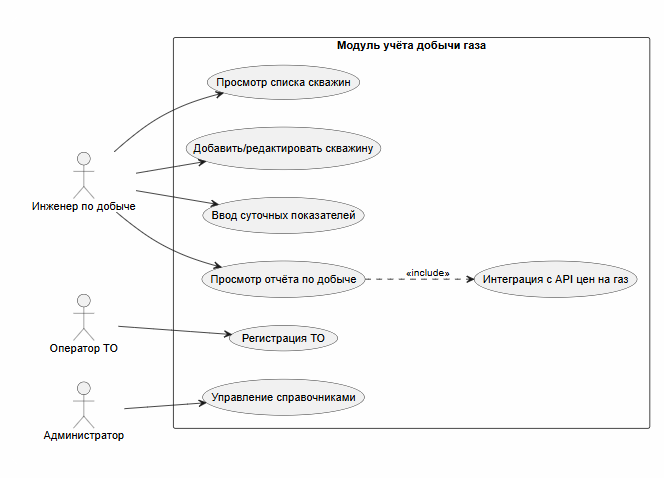 Модуль учёта добычи газа
Просмотр списка скважин
Добавить/редактировать скважину
Инженер по добыче
Ввод суточных показателей
Просмотр отчёта по добыче
«include»
Интеграция с API цен на газ
Оператор ТО
Регистрация ТО
Администратор
Управление справочниками